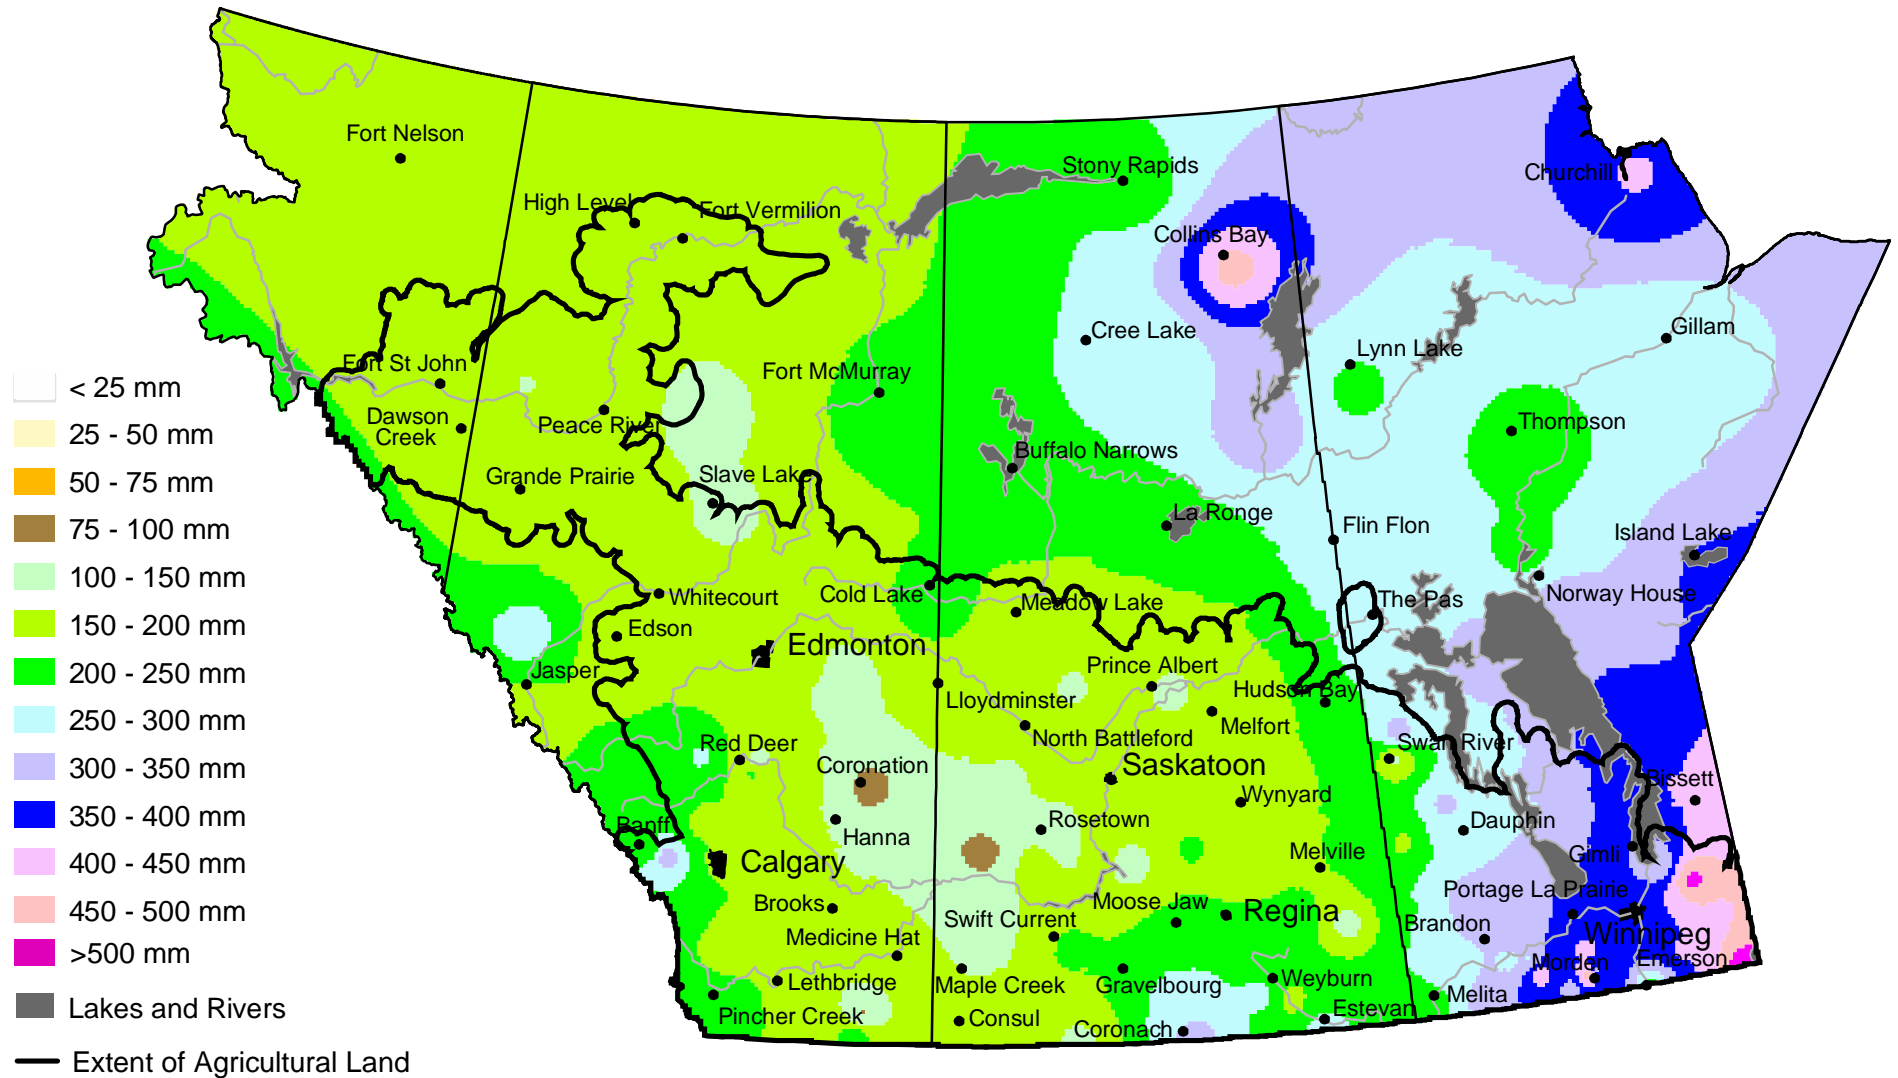 Fort Nelson
High Level
Fort Vermilion
Stony Rapids
Churchill
Collins Bay
Cree Lake
Gillam
Lynn Lake
Fort St John
Fort McMurray
Dawson
Creek
Peace River
Thompson
Buffalo Narrows
Grande Prairie
Slave Lake
La Ronge
Flin Flon
Island Lake
Whitecourt
Cold Lake
Meadow Lake
The Pas
Norway House
Edson
Edmonton
Jasper
Prince Albert
Hudson Bay
Lloydminster
Melfort
North Battleford
Red Deer
Swan River
Coronation
Saskatoon
Bissett
Wynyard
Banff
Hanna
Rosetown
Dauphin
Calgary
Melville
Gimli
Portage La Prairie
Brooks
Swift Current
Moose Jaw
Regina
Brandon
Winnipeg
Medicine Hat
Morden
Emerson
Lethbridge
Maple Creek
Gravelbourg
Weyburn
Melita
Pincher Creek
Consul
Coronach
Estevan
< 25 mm
25 - 50 mm
50 - 75 mm
75 - 100 mm
100 - 150 mm
150 - 200 mm
200 - 250 mm
250 - 300 mm
300 - 350 mm
350 - 400 mm
400 - 450 mm
450 - 500 mm
>500 mm
Lakes and Rivers
Extent of Agricultural Land